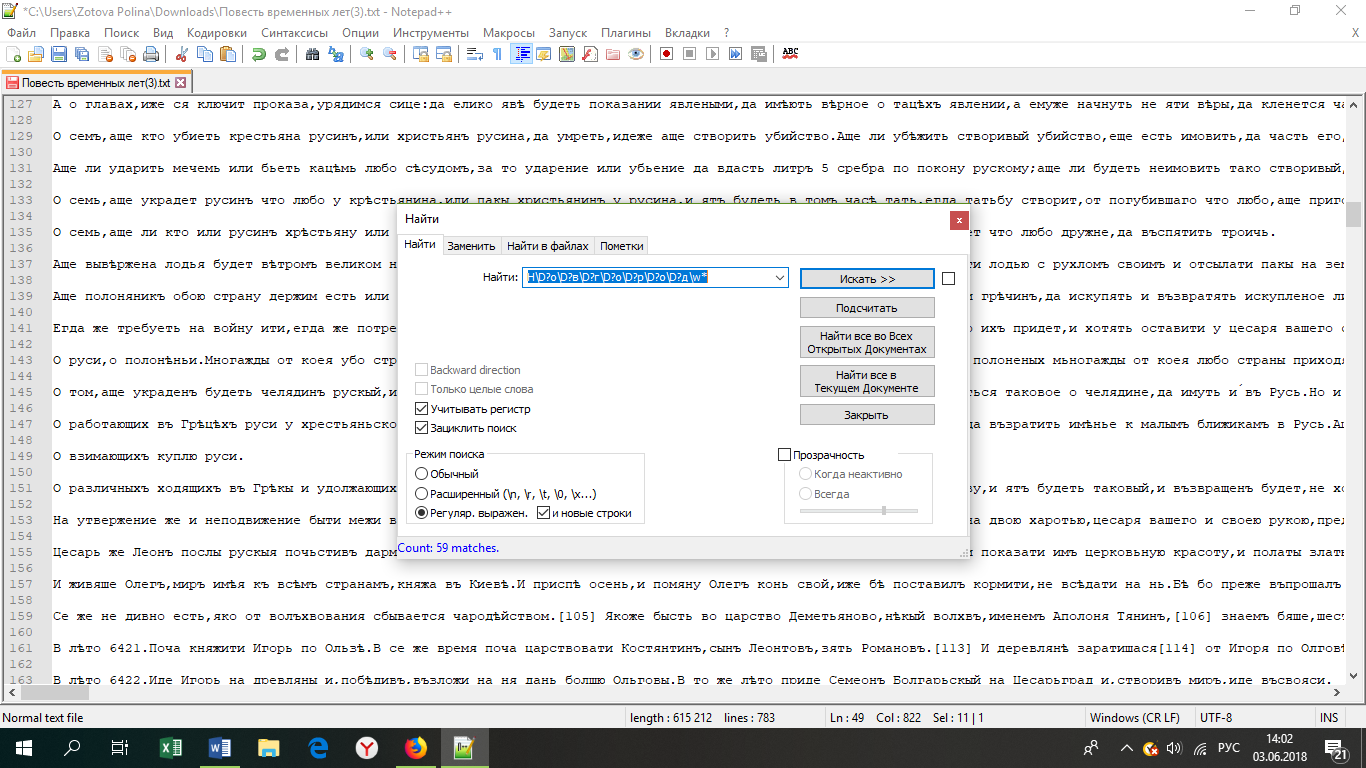 *C:\Users\Zotova Polina\Downloads\Повесть временных лет(3).txt - Notepad++
Файл Правка Поиск Вид Кодировки Синтаксисы Опции Инструменты Макросы Запуск Плагины Вкладки ? X
Повесть временных лет(3).txt
127 А о главах,иже ся ключит проказа,урядимся сице:да елико явѣ будеть показании явлеными,да имѣють вѣрное о тацѣхъ явлении,а емуже начнуть не яти вѣры,да кленется ча
128
129 О семъ,аще кто убиеть крестьяна русинъ,или христьянъ русина,да умреть,идеже аще створить убийство.Аще ли убѣжить створивый убийство,еще есть имовить,да часть его,
130
131 Аще ли ударить мечемь или бьеть кацѣмь любо сѣсудомъ,за то ударение или убьение да вдасть литръ 5 сребра по покону рускому;аще ли будеть неимовить тако створивый,
132
133 О семь,аще украдет русинъ что любо у крѣстьянина,или пакы христьянинъ у русина,и ятъ будеть в томъ часѣ тать,егда татьбу створит,от погубившаго что любо,аще приго
134
135 О семь,аще ли кто или русинъ хрѣстьяну или ет что любо дружне,да въспятить троичь.
136
137 Аще вывѣржена лодья будет вѣтромъ великом н и лодью с рухломъ своимъ и отсылати пакы на зем
138
139 Аще поляникъ обою страну держим есть или и грѣчинъ,да искупять и възвратять искупленое ли
140
141 Егда же требуеть на войну ити,егда же потре ихъ придет,и хотять оставити у цесаря вашего с
142
143 О руси,о полонѣньи.Многажды от коея убо стр полоненых мьногажды от коея любо страны приход
144
145 О том,аще украденъ будеть челядинъ руский,и ться таковое о челядине,да имуть и́ въ Русь.Но и
146
147 О работающих въ Грѣцѣхъ руси у хрестьяньско да възратить имѣнье к малымъ ближикамъ в Русь.Ащ
148
149 О взимающихъ куплю руси.
150
151 О различныхъ ходящихъ въ Грѣкы и удолжающих у,и ятъ будеть таковый,и възвращенъ будет,не хо
152
153 На утвержение же и неподвижение быти межи в на двою харотью,цесаря вашего и своею рукою,пред
154
155 Цесарь же Леонъ послы рускыя почьстивъ дарм и показати имъ церковьную красоту,и полаты златы
156
157 И живяше Олегъ,миръ имѣя къ всѣмъ странамъ,княжа въ Киевѣ.И приспѣ осень,и помяну Олегъ конь свой,иже бѣ поставилъ кормити,не всѣдати на нь.Бѣ бо преже въпрошалъ
158
159 Се же не дивно есть,яко от волъхвования сбывается чародѣйством.[105] Якоже бысть во царство Деметьяново,нѣкый волхвъ,именемъ Аполоня Тянинъ,[106] знаемъ бяше,шест
160
161 В лѣто 6421.Поча княжити Игорь по Ользѣ.В се же время поча царствовати Костянтинъ,сынъ Леонтовъ,зять Романовъ.[113] И деревлянѣ заратишася[114] от Игоря по Олговѣ
162
163 В лѣто 6422.Иде Игорь на древляны и,побѣдивъ,възложи на ня дань болшю Ольговы.В то же лѣто приде Семеонъ Болгарьскый на Цесарьград и,створивъ миръ,иде въсвояси.
Найти
Найти Заменить Найти в файлах Пометки
Найти: Н\D?о\D?в\D?г\D?о\D?р\D?о\D?д\w*
Искать >>
Подсчитать
Найти все во Всех
Открытых Документах
Найти все в
Текущем Документе
Закрыть
Backward direction
Только целые слова
Учитывать регистр
Зациклить поиск
Режим поиска
Обычный
Расширенный (\n, \r, \t, \0, \x...)
Регуляр. выражен. и новые строки
Прозрачность
Когда неактивно
Всегда
Count: 59 matches.
Normal text file length : 615 212 lines : 783 Ln : 49 Col : 822 Sel : 11 | 1 Windows (CR LF) UTF-8 INS
РУС 14:02
03.06.2018
21